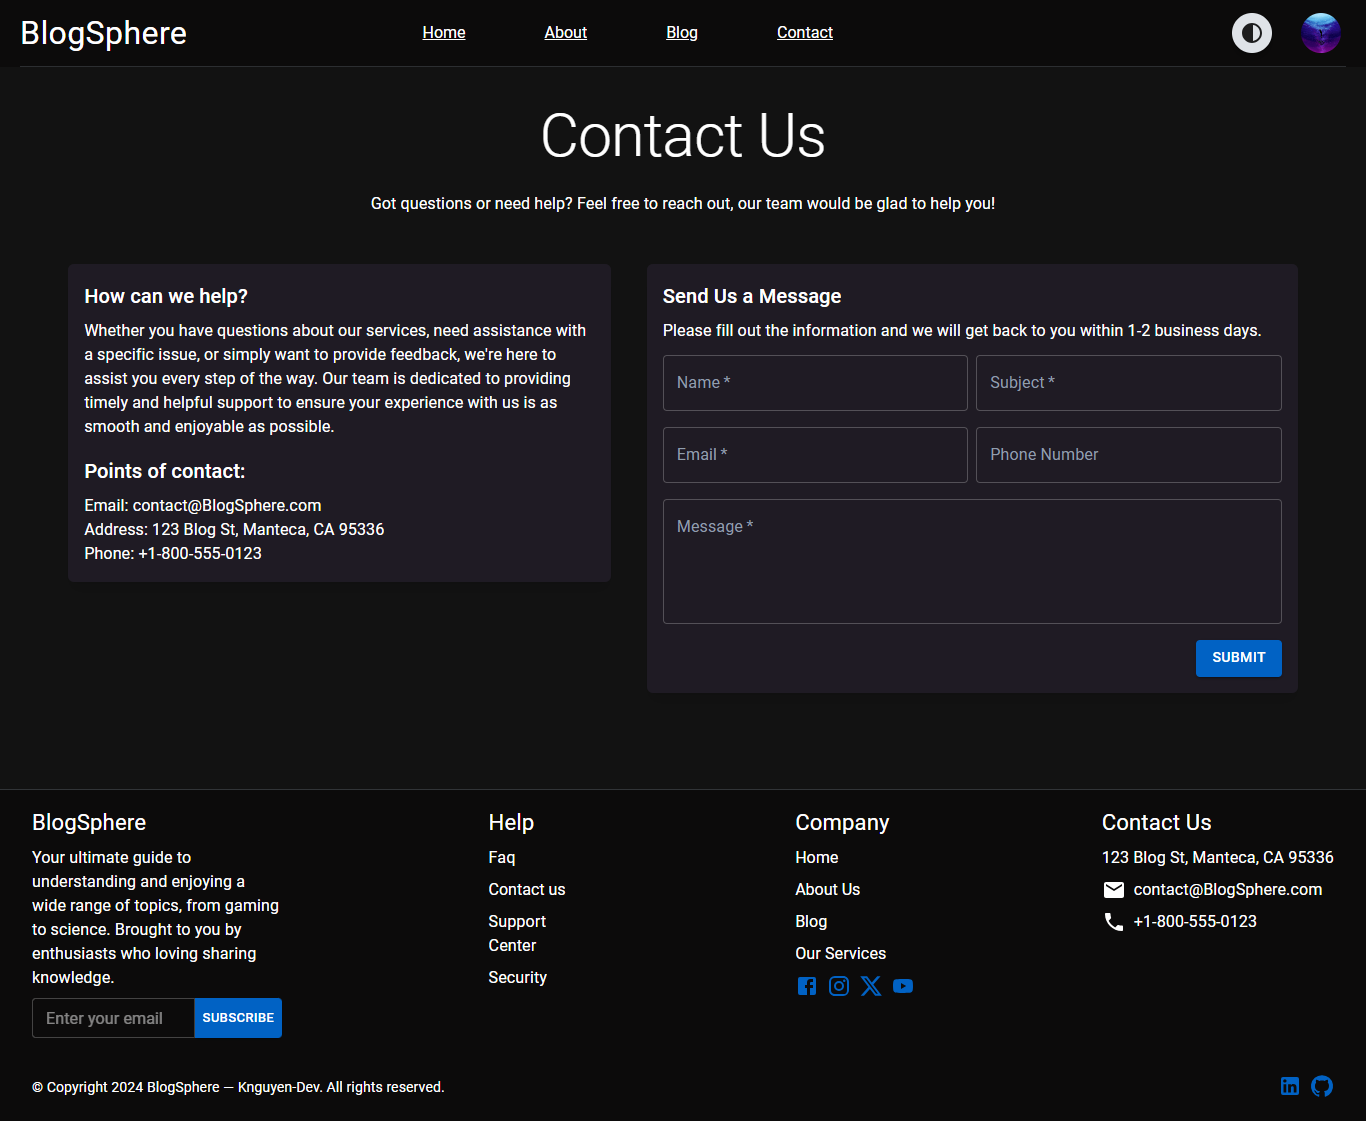 BlogSphere
Home
About
Blog
Contact
Contact Us
Got questions or need help? Feel free to reach out, our team would be glad to help you!
How can we help?
Whether you have questions about our services, need assistance with
a specific issue, or simply want to provide feedback, we're here to
assist you every step of the way. Our team is dedicated to providing
timely and helpful support to ensure your experience with us is as
smooth and enjoyable as possible.
Points of contact:
Email: contact@BlogSphere.com
Address: 123 Blog St, Manteca, CA 95336
Phone: +1-800-555-0123
Send Us a Message
Please fill out the information and we will get back to you within 1-2 business days.
Name *
Subject *
Email *
Phone Number
Message *
SUBMIT
BlogSphere
Your ultimate guide to
understanding and enjoying a
wide range of topics, from gaming
to science. Brought to you by
enthusiasts who loving sharing
knowledge.
Enter your email
SUBSCRIBE
Help
Faq
Contact us
Support
Center
Security
Company
Home
About Us
Blog
Our Services
Contact Us
123 Blog St, Manteca, CA 95336
contact@BlogSphere.com
+1-800-555-0123
© Copyright 2024 BlogSphere — Knguyen-Dev. All rights reserved.